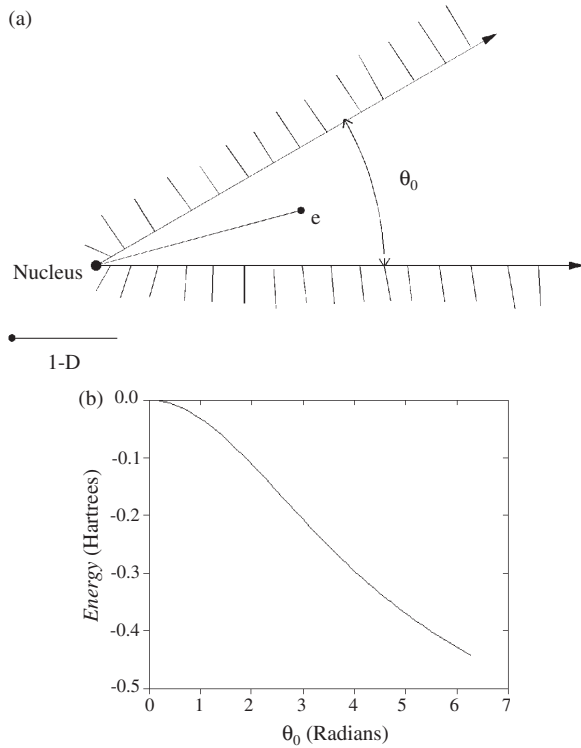 (a)
θ0
e
Nucleus
1-D
(b)
0.0
-0.1
-0.2
-0.3
-0.4
-0.5
Energy (Hartrees)
0 1 2 3 4 5 6 7
θ0 (Radians)